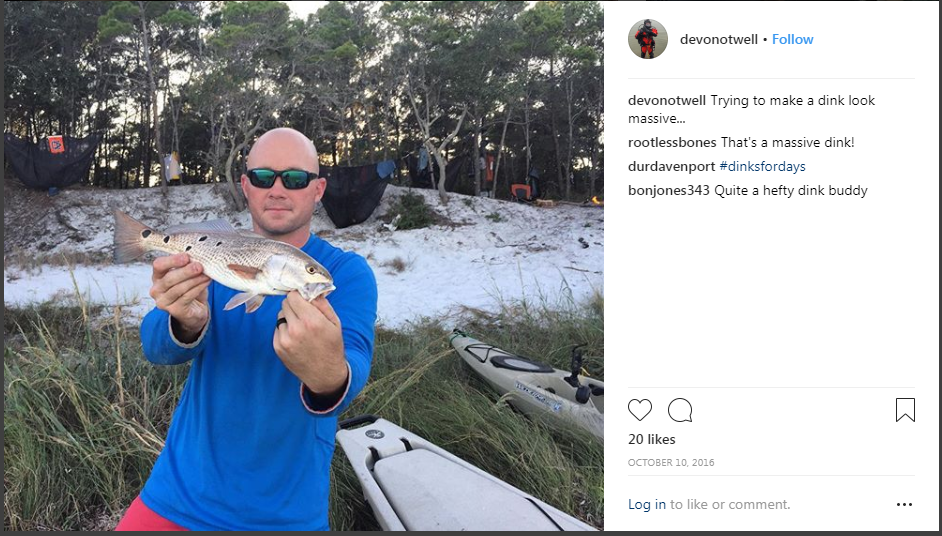 devonotwell • Follow
devonotwell Trying to make a dink look
massive...
rootlessbones That's a massive dink!
durdavenport #dinksfordays
bonjones343 Quite a hefty dink buddy
20 likes
OCTOBER 10, 2016
Log in to like or comment.